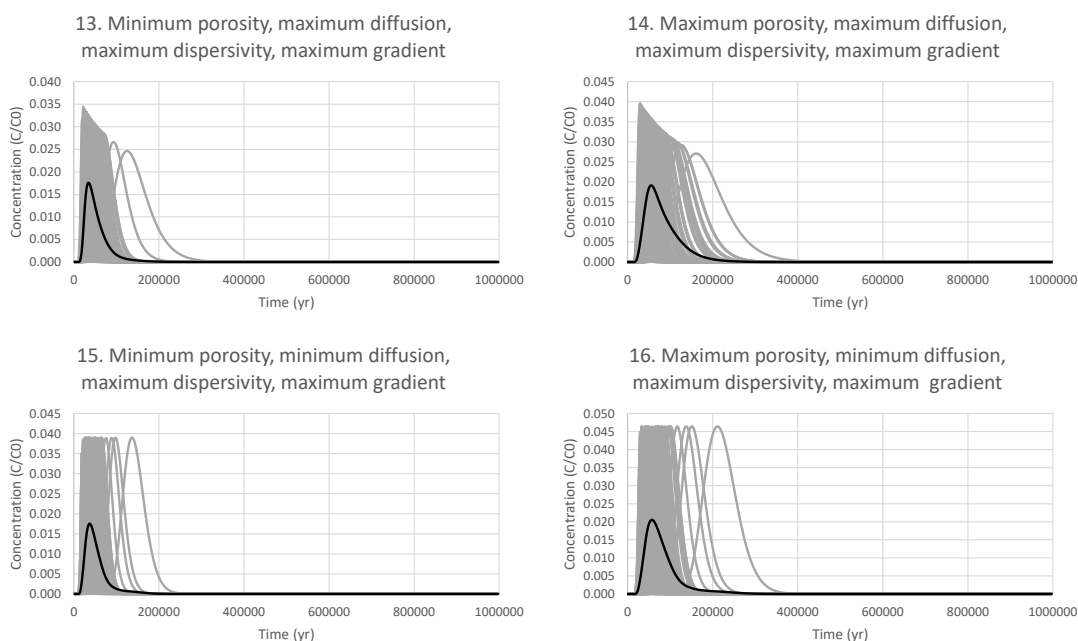 13. Minimum porosity, maximum diffusion,
maximum dispersivity, maximum gradient
Concentration (C/C0)
0.040
0.035
0.030
0.025
0.020
0.015
0.010
0.005
0.000
0 200000 400000 600000 800000 1000000
Time (yr)
14. Maximum porosity, maximum diffusion,
maximum dispersivity, maximum gradient
Concentration (C/C0)
0.045
0.040
0.035
0.030
0.025
0.020
0.015
0.010
0.005
0.000
0 200000 400000 600000 800000 1000000
Time (yr)
15. Minimum porosity, minimum diffusion,
maximum dispersivity, maximum gradient
Concentration (C/C0)
0.045
0.040
0.035
0.030
0.025
0.020
0.015
0.010
0.005
0.000
0 200000 400000 600000 800000 1000000
Time (yr)
16. Maximum porosity, minimum diffusion,
maximum dispersivity, maximum gradient
Concentration (C/C0)
0.050
0.045
0.040
0.035
0.030
0.025
0.020
0.015
0.010
0.005
0.000
0 200000 400000 600000 800000 1000000
Time (yr)